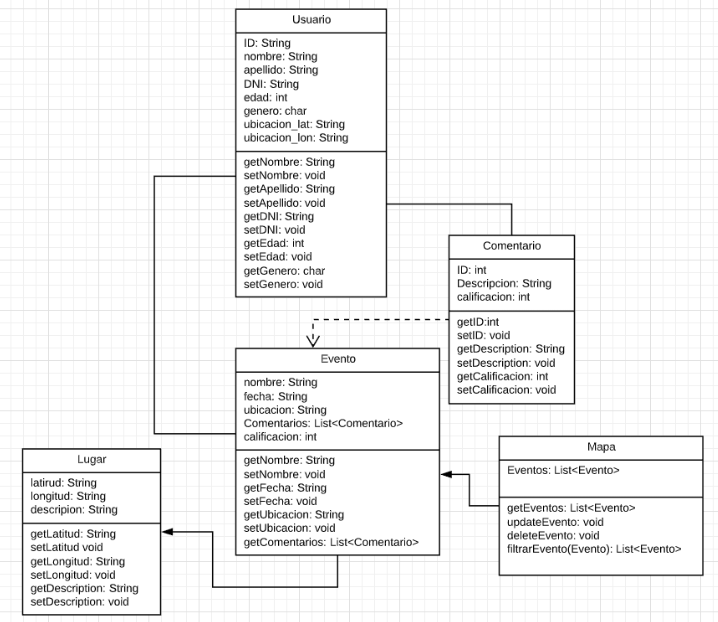 Usuario
ID: String
nombre: String
apellido: String
DNI: String
edad: int
genero: char
ubicacion_lat: String
ubicacion_lon: String
getNombre: String
setNombre: void
getApellido: String
setApellido: void
getDNI: String
setDNI: void
getEdad: int
setEdad: void
getGenero: char
setGenero: void
Comentario
ID: int
Descripcion: String
calificacion: int
getID:int
setID: void
getDescription: String
setDescription: void
getCalificacion: int
setCalificacion: void
Evento
nombre: String
fecha: String
ubicacion: String
Comentarios: List<Comentario>
calificacion: int
getNombre: String
setNombre: void
getFecha: String
setFecha: void
getUbicacion: String
setUbicacion: void
getComentarios: List<Comentario>
Mapa
Eventos: List<Evento>
getEventos: List<Evento>
updateEvento: void
deleteEvento: void
filtrarEvento(Evento): List<Evento>
Lugar
latirud: String
longitud: String
descripion: String
getLatitud: String
setLatitud void
getLongitud: String
setLongitud: void
getDescription: String
setDescription: void